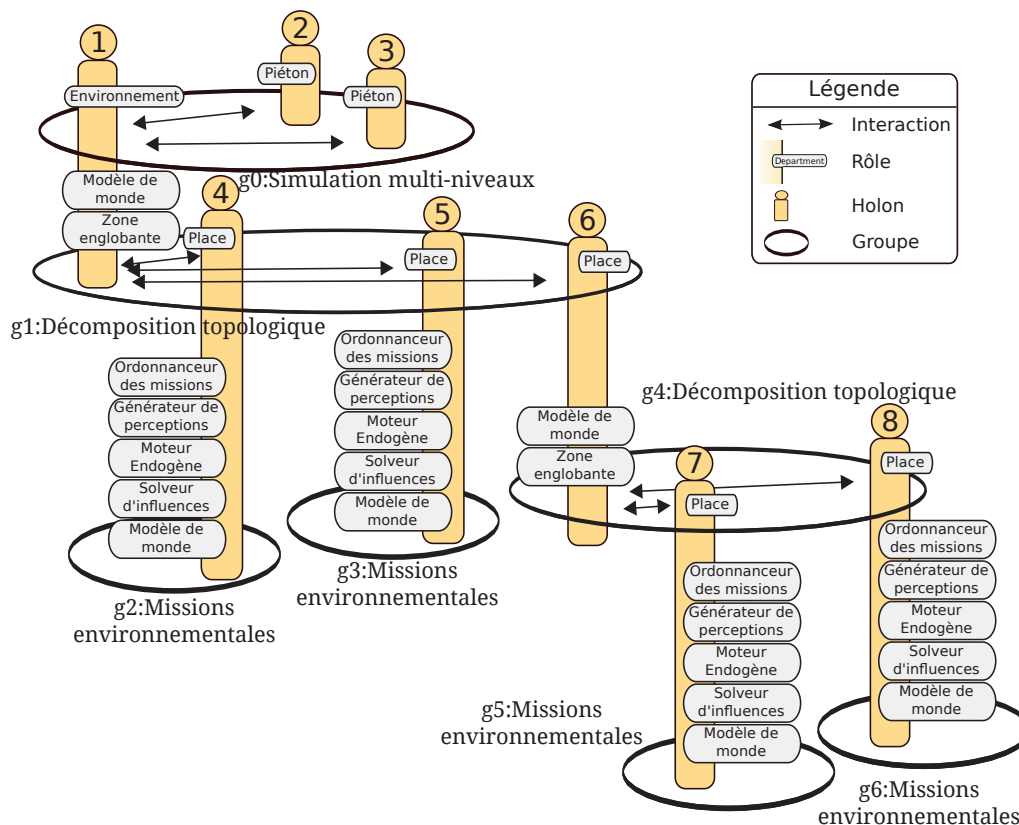 1
2
3
Piéton
Environnement
Piéton
g0:Simulation multi-niveaux
Légende
Interaction
Department
Rôle
Holon
Groupe
Modèle de
monde
Zone
englobante
4
Place
5
Place
6
Place
g1:Décomposition topologique
Ordonnanceur
des missions
Générateur de
perceptions
Moteur
Endogène
Solveur
d'influences
Modèle de
monde
g2:Missions
environnementales
Ordonnanceur
des missions
Générateur de
perceptions
Moteur
Endogène
Solveur
d'influences
Modèle de
monde
g3:Missions
environnementales
g4:Décomposition topologique
Modèle de
monde
Zone
englobante
7
Place
8
Place
Ordonnanceur
des missions
Générateur de
perceptions
Moteur
Endogène
Solveur
d'influences
Modèle de
monde
g5:Missions
environnementales
Ordonnanceur
des missions
Générateur de
perceptions
Moteur
Endogène
Solveur
d'influences
Modèle de
monde
g6:Missions
environnementales